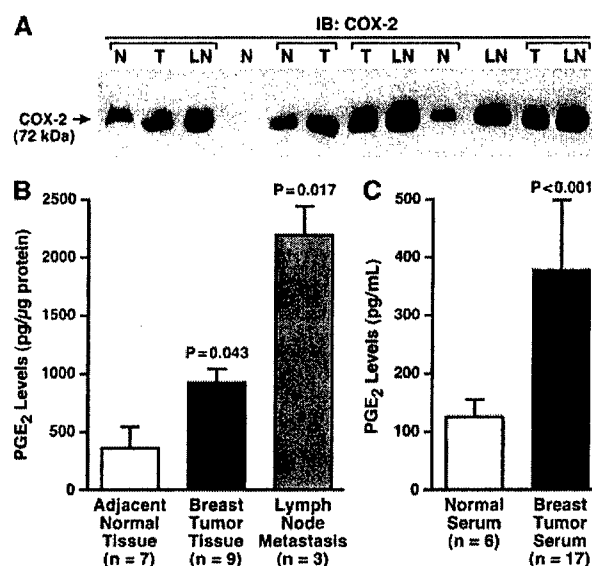 A
IB: COX-2
N T LN N N T T LN N LN T LN
COX-2
(72 kDa)
B
PGE₂ Levels (pg/µg protein)
2500
2000
1500
1000
500
0
P=0.043
P=0.017
Adjacent
Normal
Tissue
(n = 7)
Breast
Tumor
Tissue
(n = 9)
Lymph
Node
Metastasis
(n = 3)
C
PGE₂ Levels (pg/mL)
500
400
300
200
100
0
P<0.001
Normal
Serum
(n = 6)
Breast
Tumor
Serum
(n = 17)